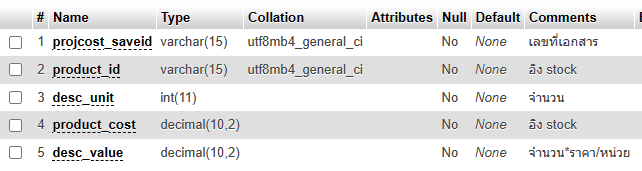 # Name Type Collation Attributes Null Default Comments
1 projcost_saveid varchar(15) utf8mb4_general_ci No None เลขที่เอกสาร
2 product_id varchar(15) utf8mb4_general_ci No None อิง stock
3 desc_unit int(11) No None จำนวน
4 product_cost decimal(10,2) No None อิง stock
5 desc_value decimal(10,2) No None จำนวน*ราคา/หน่วย